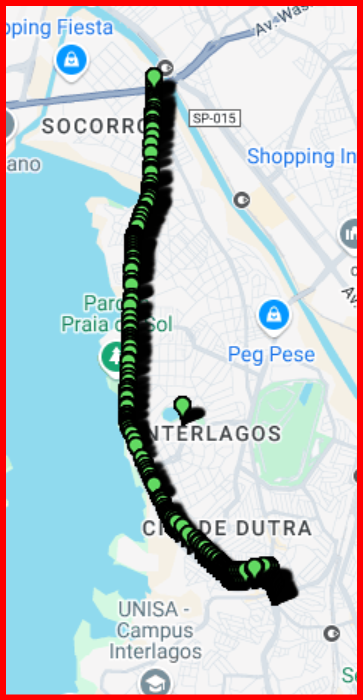 pping Fiesta
Av. Was
SOCORRO
SP-015
ano
Shopping In
Parq
Praia do Sol
Peg Pese
INTERLAGOS
CI DE DUTRA
UNISA -
Campus
Interlagos
S